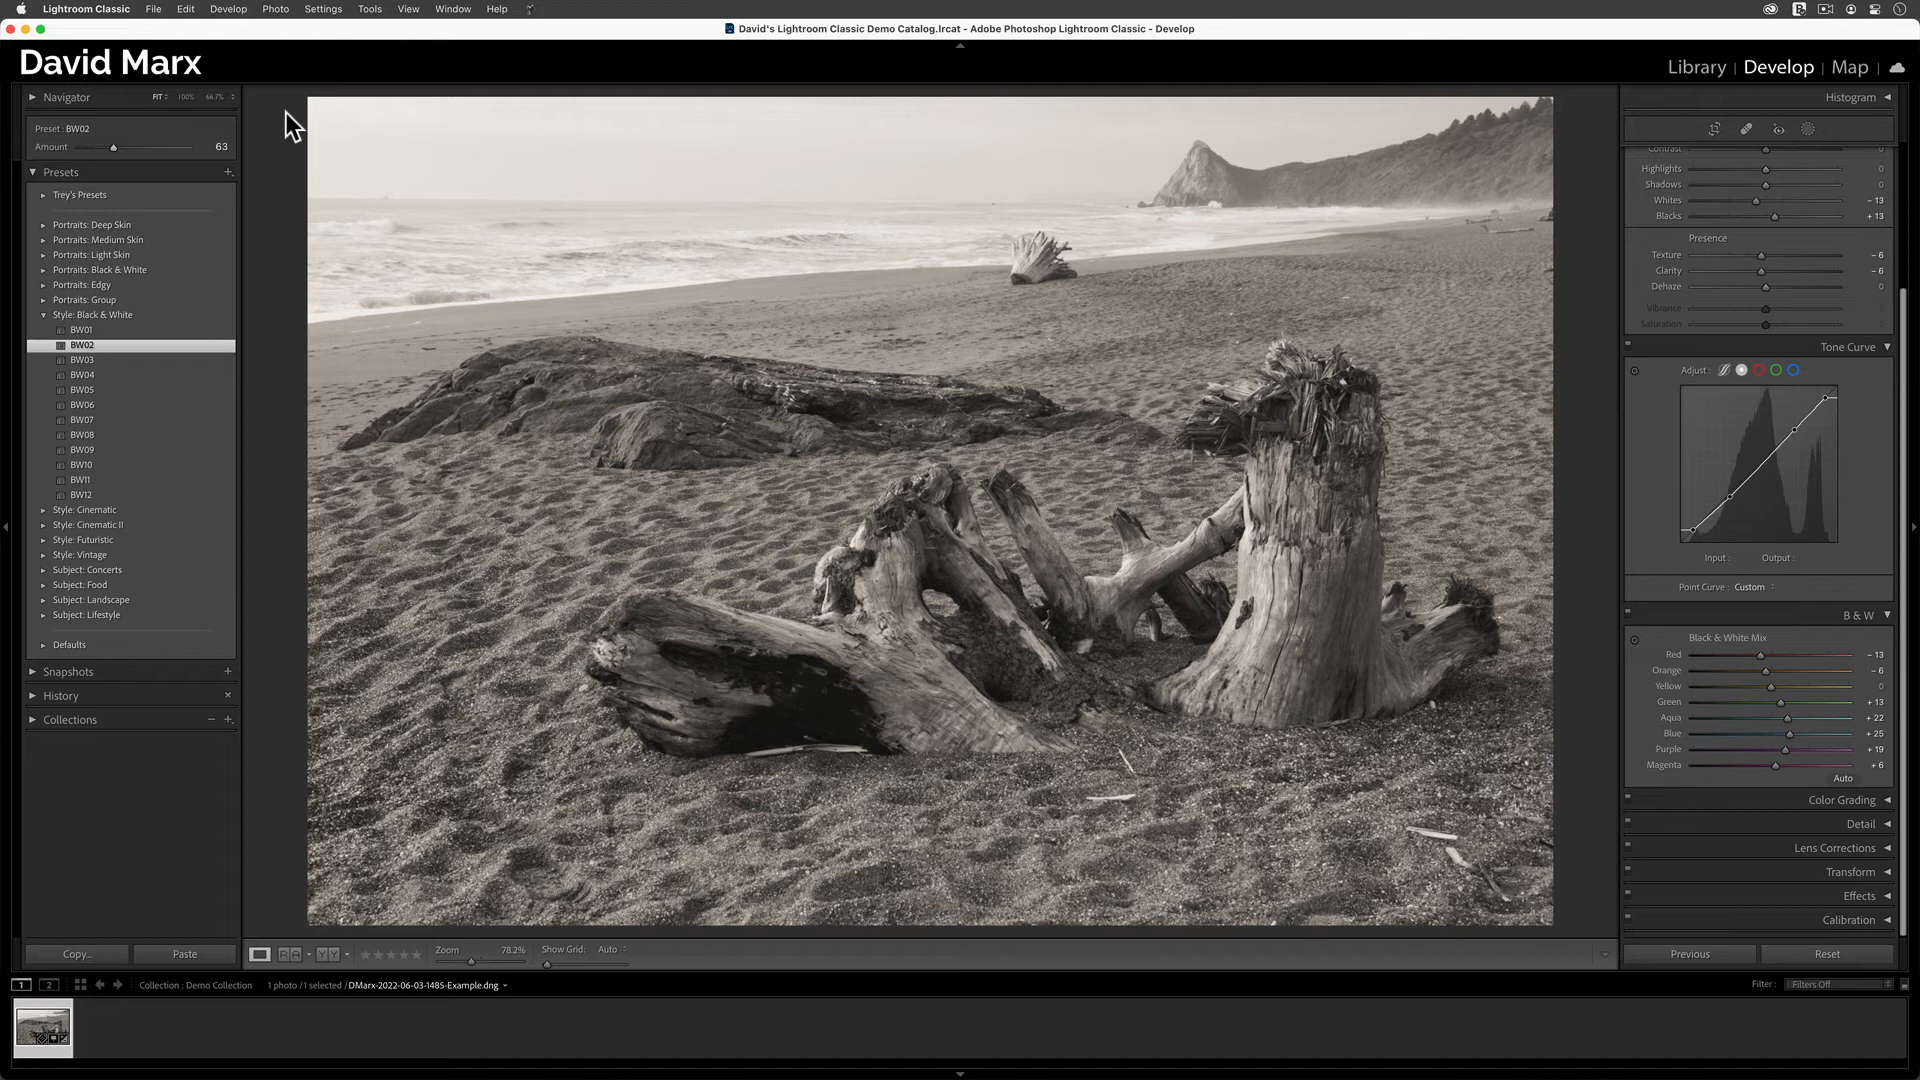 Lightroom Classic File Edit Develop Photo Settings Tools View Window Help
David's Lightroom Classic Demo Catalog.lrcat - Adobe Photoshop Lightroom Classic - Develop
David Marx
Library | Develop | Map |
Navigator FIT 100% 66.7%
Preset : BW02
Amount 63
Presets
Trey's Presets
Portraits: Deep Skin
Portraits: Medium Skin
Portraits: Light Skin
Portraits: Black & White
Portraits: Edgy
Portraits: Group
Style: Black & White
BW01
BW02
BW03
BW04
BW05
BW06
BW07
BW08
BW09
BW10
BW11
BW12
Style: Cinematic
Style: Cinematic II
Style: Futuristic
Style: Vintage
Subject: Concerts
Subject: Food
Subject: Landscape
Subject: Lifestyle
Defaults
Snapshots
History
Collections
Copy... Paste
Histogram
Contrast 0
Highlights 0
Shadows 0
Whites - 13
Blacks + 13
Presence
Texture - 6
Clarity - 6
Dehaze 0
Vibrance
Saturation
Tone Curve
Adjust :
Input : Output :
Point Curve : Custom
B & W
Black & White Mix
Red - 13
Orange - 6
Yellow 0
Green + 13
Aqua + 22
Blue + 25
Purple + 19
Magenta + 6
Auto
Color Grading
Detail
Lens Corrections
Transform
Effects
Calibration
Previous Reset
R A Y Y Zoom 78.2% Show Grid: Auto
1 2 Collection : Demo Collection 1 photo /1 selected / DMarx-2022-06-03-1485-Example.dng
Filter : Filters Off